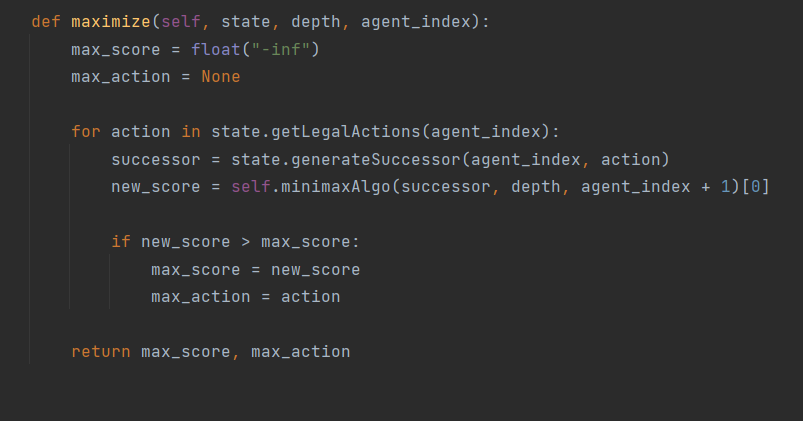 def maximize(self, state, depth, agent_index):
    max_score = float("-inf")
    max_action = None

    for action in state.getLegalActions(agent_index):
        successor = state.generateSuccessor(agent_index, action)
        new_score = self.minimaxAlgo(successor, depth, agent_index + 1)[0]

        if new_score > max_score:
            max_score = new_score
            max_action = action

    return max_score, max_action